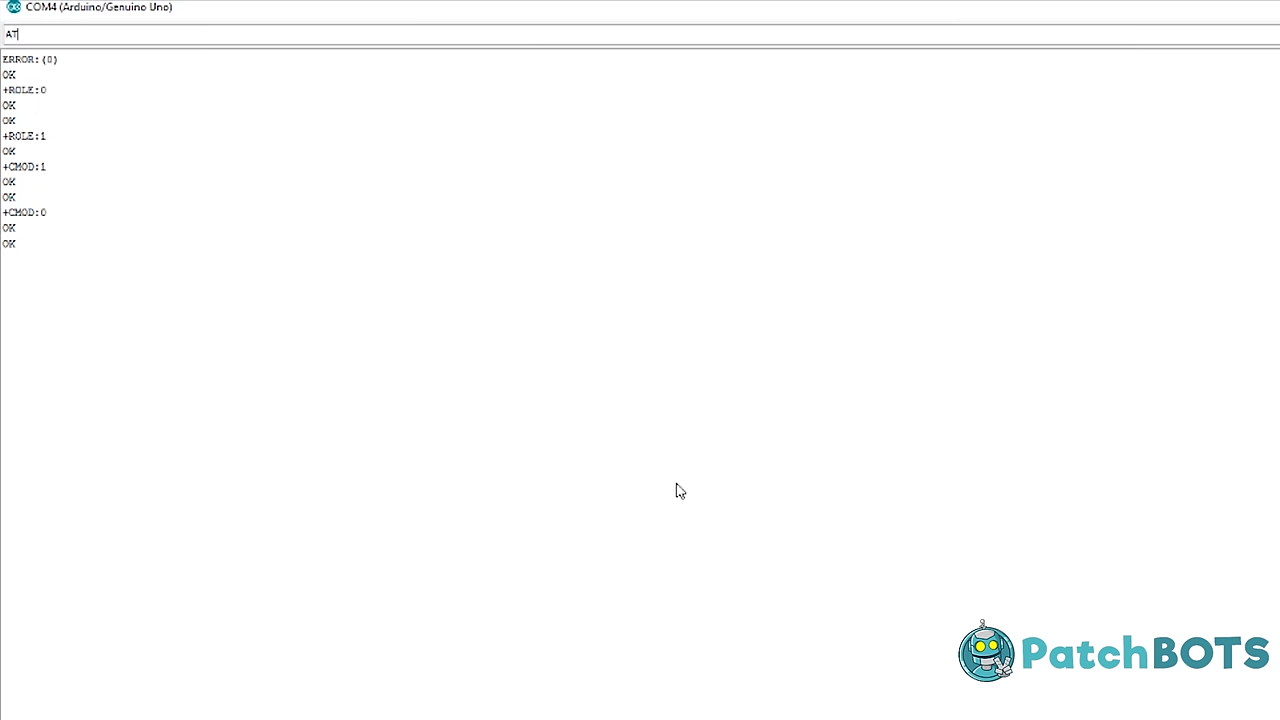 COM4 (Arduino/Genuino Uno)
AT
ERROR:(0)
OK
+ROLE:0
OK
OK
+ROLE:1
OK
+CMOD:1
OK
OK
+CMOD:0
OK
OK
PatchBOTS